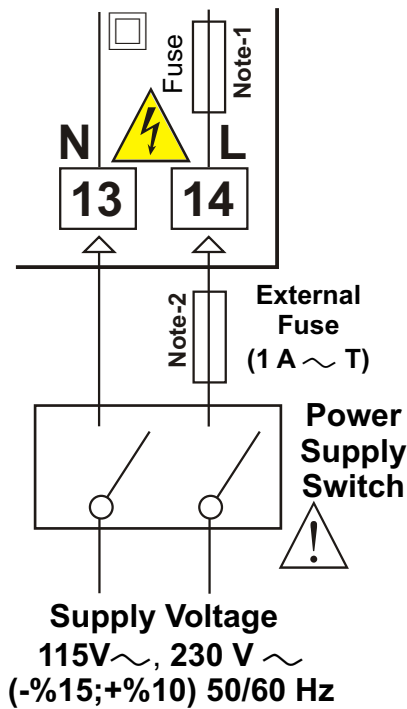 Fuse
Note-1
N
L
13
14
Note-2
External
Fuse
(1 A ~ T)
Power
Supply
Switch
!
Supply Voltage
115V~, 230 V ~
(-%15;+%10) 50/60 Hz